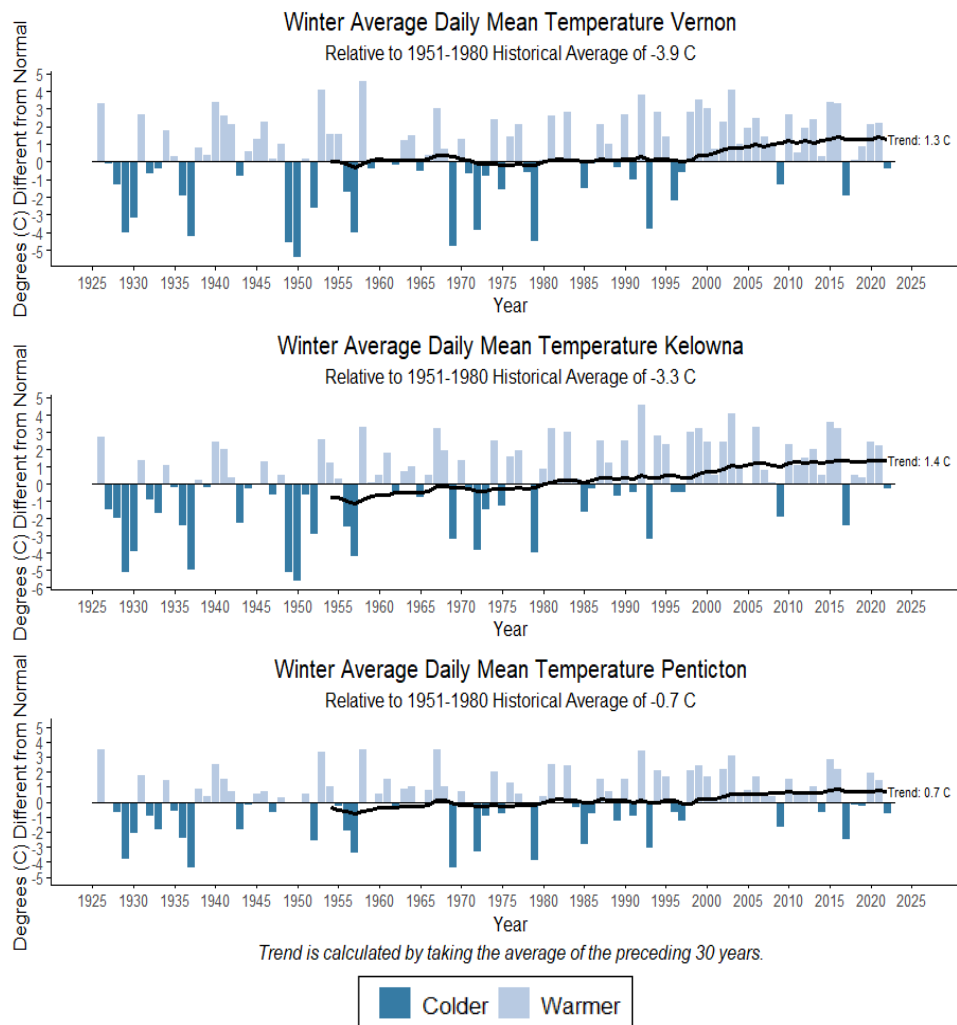 Winter Average Daily Mean Temperature Vernon
Relative to 1951-1980 Historical Average of -3.9 C
Degrees (C) Different from Normal
5
4
3
2
1
0
-1
-2
-3
-4
-5
Trend: 1.3 C
1925 1930 1935 1940 1945 1950 1955 1960 1965 1970 1975 1980 1985 1990 1995 2000 2005 2010 2015 2020 2025
Year
Winter Average Daily Mean Temperature Kelowna
Relative to 1951-1980 Historical Average of -3.3 C
Degrees (C) Different from Normal
5
4
3
2
1
0
-1
-2
-3
-4
-5
-6
Trend: 1.4 C
1925 1930 1935 1940 1945 1950 1955 1960 1965 1970 1975 1980 1985 1990 1995 2000 2005 2010 2015 2020 2025
Year
Winter Average Daily Mean Temperature Penticton
Relative to 1951-1980 Historical Average of -0.7 C
Degrees (C) Different from Normal
5
4
3
2
1
0
-1
-2
-3
-4
-5
Trend: 0.7 C
1925 1930 1935 1940 1945 1950 1955 1960 1965 1970 1975 1980 1985 1990 1995 2000 2005 2010 2015 2020 2025
Year
Trend is calculated by taking the average of the preceding 30 years.
Colder Warmer